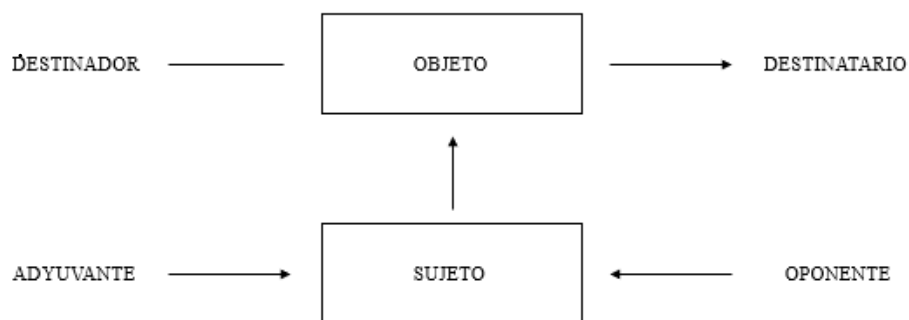 DESTINADOR OBJETO DESTINATARIO
ADYUVANTE SUJETO OPONENTE